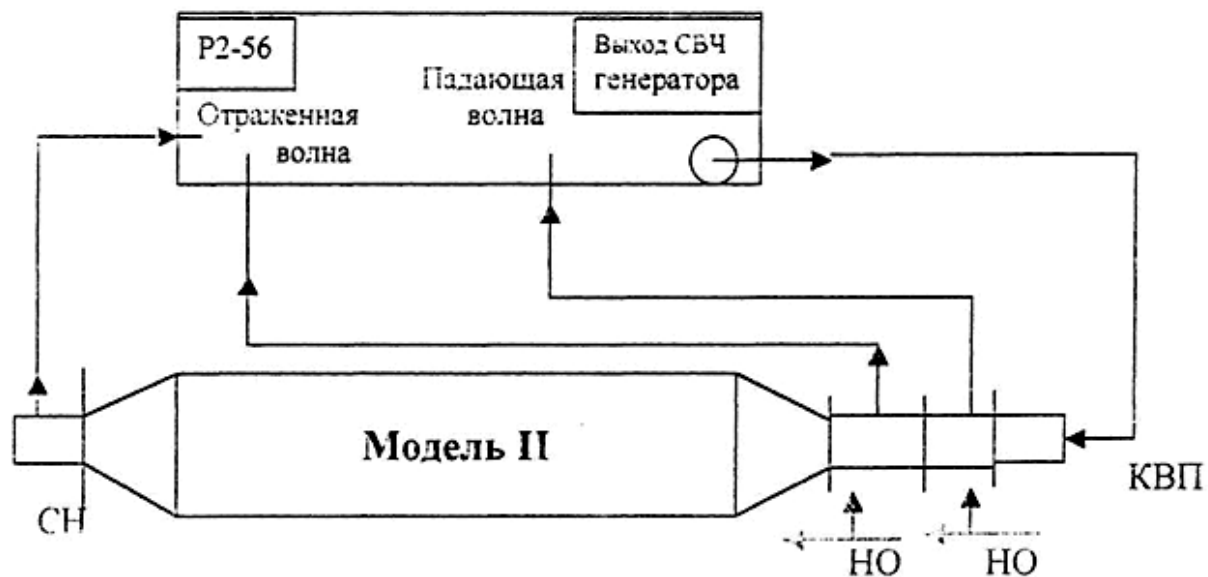 Р2-56
Выход СВЧ
генератора
Падающая
волна
Отраженная
волна
Модель II
СН
КВП
НО
НО